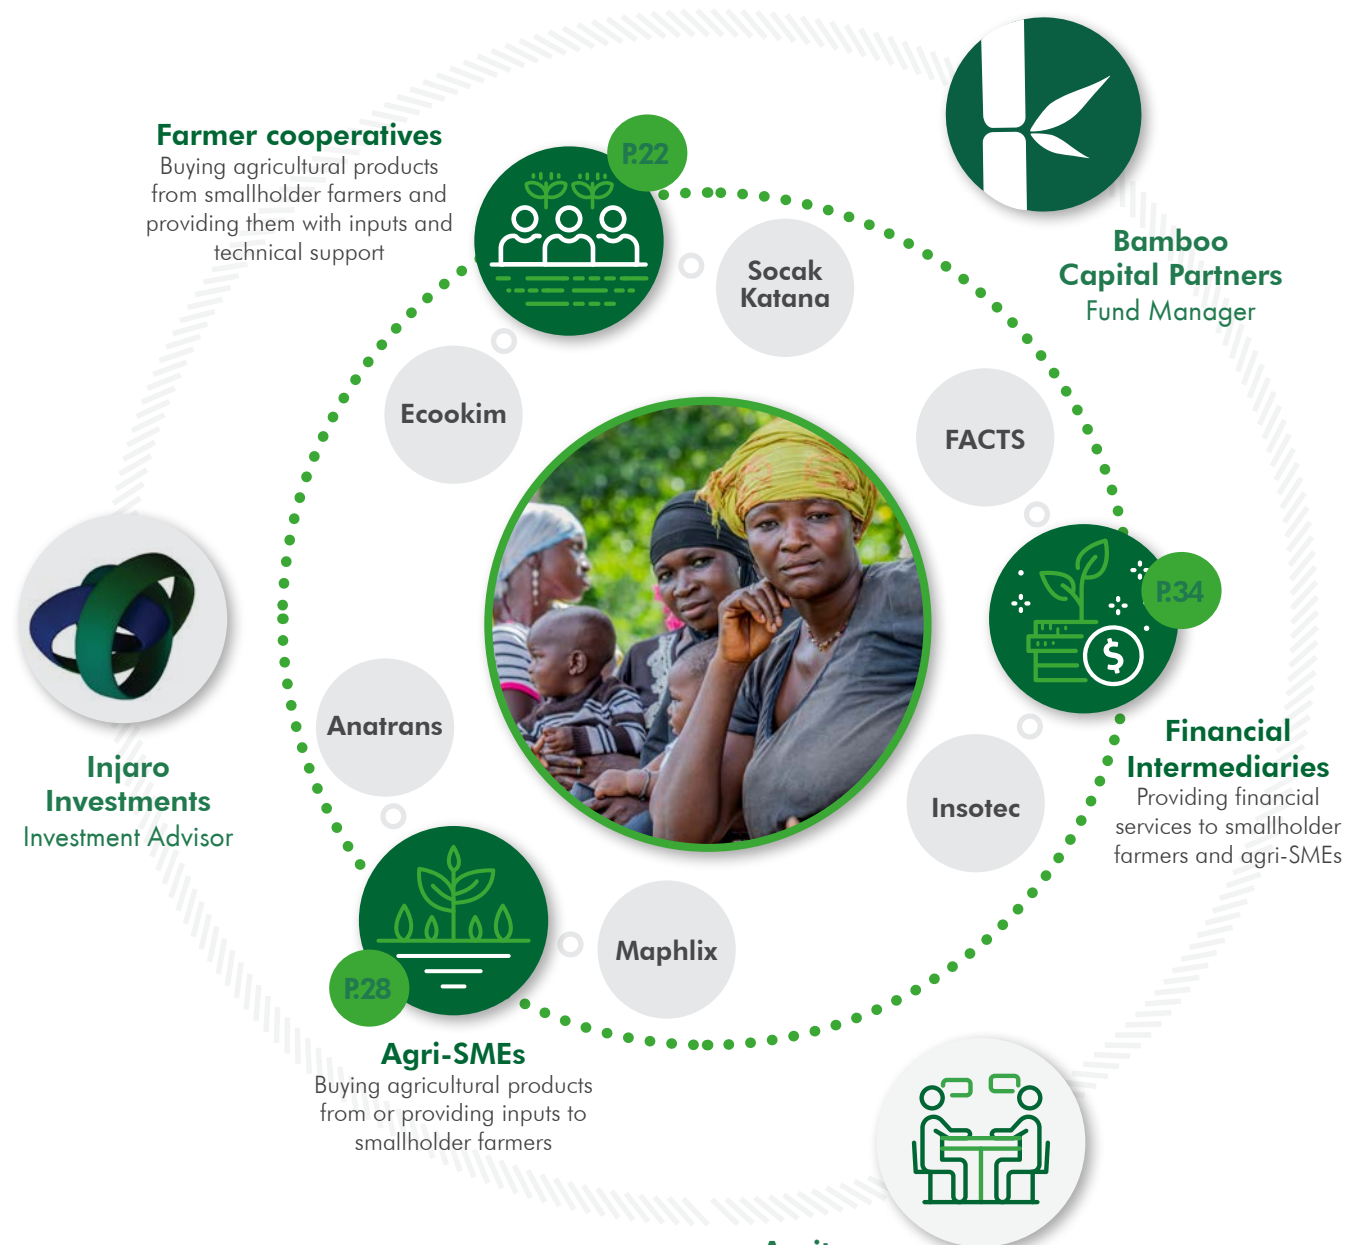 Farmer cooperatives
Buying agricultural products
from smallholder farmers and
providing them with inputs and
technical support
P.22
Socak
Katana
Bamboo
Capital Partners
Fund Manager
Ecookim
FACTS
P.34
Financial
Intermediaries
Providing financial
services to smallholder
farmers and agri-SMEs
Injaro
Investments
Investment Advisor
Anatrans
Insotec
Maphlix
P.28
Agri-SMEs
Buying agricultural products
from or providing inputs to
smallholder farmers